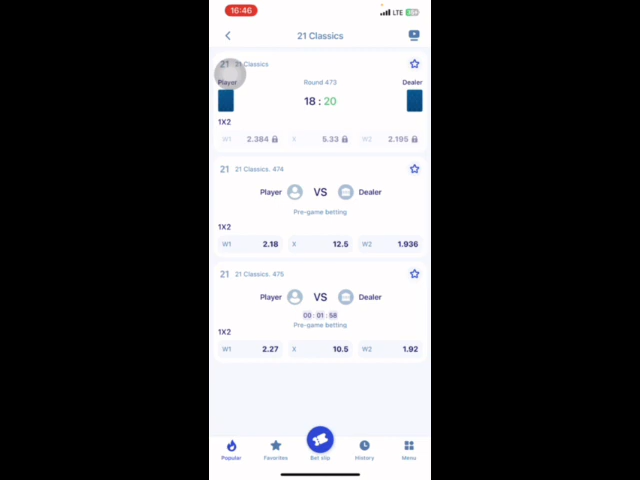 16:46
LTE
21 Classics
21 21 Classics
Player Round 473 Dealer
18 : 20
1X2
W1 2.384 X 5.33 W2 2.195
21 21 Classics. 474
Player VS Dealer
Pre-game betting
1X2
W1 2.18 X 12.5 W2 1.936
21 21 Classics. 475
Player VS Dealer
00 : 01 : 58
Pre-game betting
1X2
W1 2.27 X 10.5 W2 1.92
Popular Favorites Bet slip History Menu